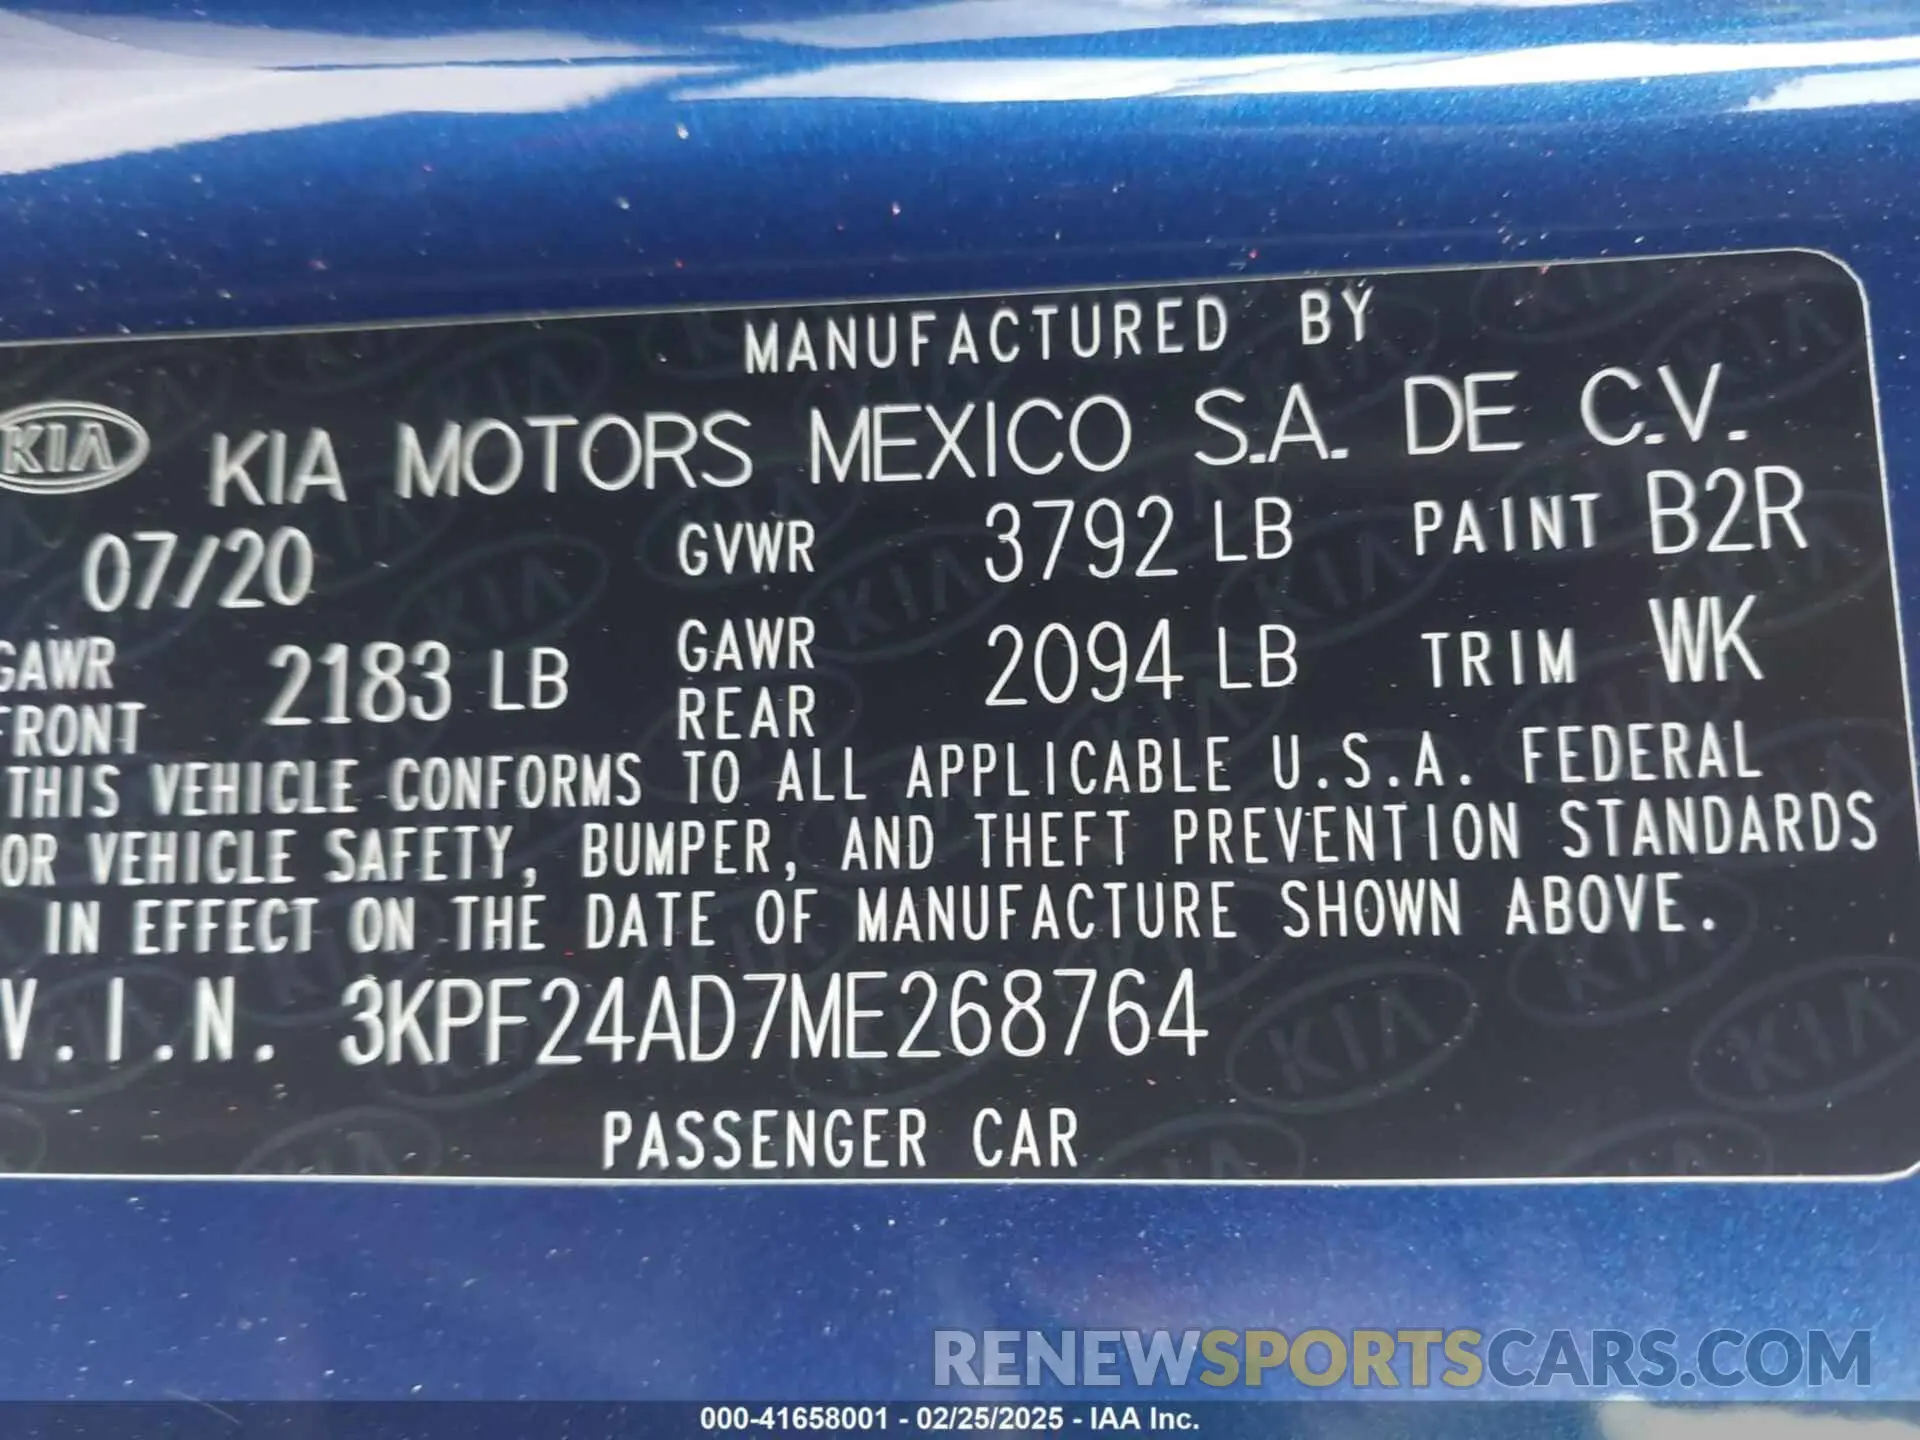 MANUFACTURED BY
KIA KIA MOTORS MEXICO S.A. DE C.V.
07/20 GVWR 3792 LB PAINT B2R
GAWR FRONT 2183 LB GAWR REAR 2094 LB TRIM WK
THIS VEHICLE CONFORMS TO ALL APPLICABLE U.S.A. FEDERAL
OR VEHICLE SAFETY, BUMPER, AND THEFT PREVENTION STANDARDS
IN EFFECT ON THE DATE OF MANUFACTURE SHOWN ABOVE.
V.I.N. 3KPF24AD7ME268764
PASSENGER CAR
RENEWSPORTSCARS.COM
000-41658001 - 02/25/2025 - IAA Inc.